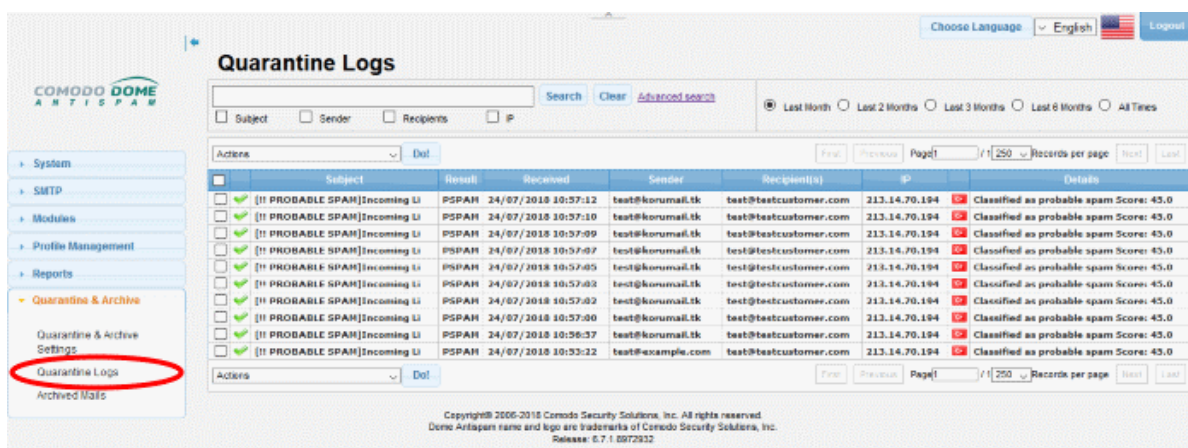 Choose Language English Logout
Quarantine Logs
COMODO DOME
ANTISPAM
Search Clear Advanced search
Subject Sender Recipients IP
Last Month Last 2 Months Last 3 Months Last 6 Months All Times
System
SMTP
Modules
Profile Management
Reports
Quarantine & Archive
Quarantine & Archive
Settings
Quarantine Logs
Archived Mails
Actions Do! First Previous Page 1 / 1 250 Records per page Next Last
Subject Result Received Sender Recipient(s) IP Details
[!! PROBABLE SPAM]Incoming Li PSPAM 24/07/2018 10:57:12 test@korumail.tk test@testcustomer.com 213.14.70.194 Classified as probable spam Score: 45.0
[!! PROBABLE SPAM]Incoming Li PSPAM 24/07/2018 10:57:10 test@korumail.tk test@testcustomer.com 213.14.70.194 Classified as probable spam Score: 45.0
[!! PROBABLE SPAM]Incoming Li PSPAM 24/07/2018 10:57:09 test@korumail.tk test@testcustomer.com 213.14.70.194 Classified as probable spam Score: 45.0
[!! PROBABLE SPAM]Incoming Li PSPAM 24/07/2018 10:57:07 test@korumail.tk test@testcustomer.com 213.14.70.194 Classified as probable spam Score: 45.0
[!! PROBABLE SPAM]Incoming Li PSPAM 24/07/2018 10:57:05 test@korumail.tk test@testcustomer.com 213.14.70.194 Classified as probable spam Score: 45.0
[!! PROBABLE SPAM]Incoming Li PSPAM 24/07/2018 10:57:03 test@korumail.tk test@testcustomer.com 213.14.70.194 Classified as probable spam Score: 45.0
[!! PROBABLE SPAM]Incoming Li PSPAM 24/07/2018 10:57:02 test@korumail.tk test@testcustomer.com 213.14.70.194 Classified as probable spam Score: 45.0
[!! PROBABLE SPAM]Incoming Li PSPAM 24/07/2018 10:57:00 test@korumail.tk test@testcustomer.com 213.14.70.194 Classified as probable spam Score: 45.0
[!! PROBABLE SPAM]Incoming Li PSPAM 24/07/2018 10:56:57 test@korumail.tk test@testcustomer.com 213.14.70.194 Classified as probable spam Score: 45.0
[!! PROBABLE SPAM]Incoming Li PSPAM 24/07/2018 10:53:22 test@example.com test@testcustomer.com 213.14.70.194 Classified as probable spam Score: 45.0
Actions Do! First Previous Page 1 / 1 250 Records per page Next Last
Copyright© 2006-2018 Comodo Security Solutions, Inc. All rights reserved.
Dome Antispam name and logo are trademarks of Comodo Security Solutions, Inc.
Release: 6.7.1.8972932